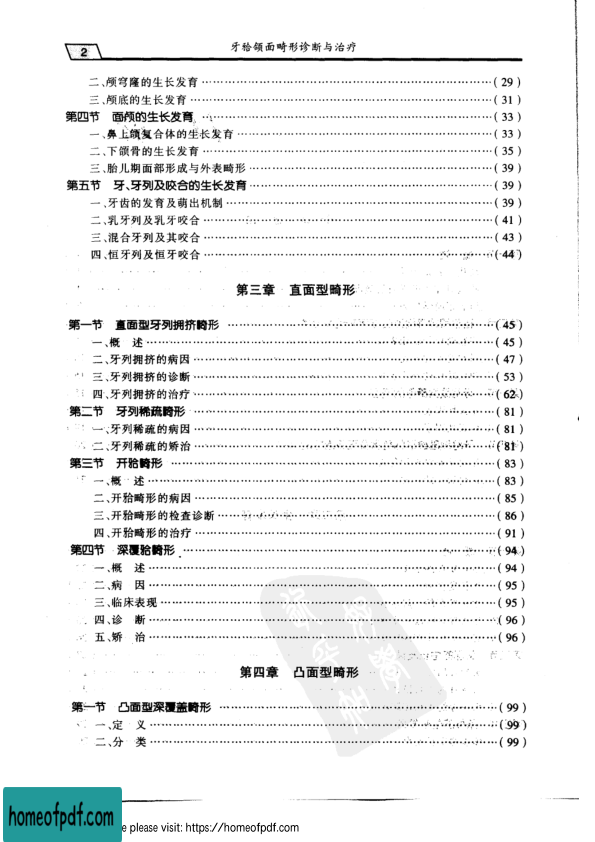 2
牙𬌗颌面畸形诊断与治疗
二、颅穹窿的生长发育……(29)
三、颅底的生长发育……(31)
第四节 面颅的生长发育……(33)
一、鼻上颌复合体的生长发育……(33)
二、下颌骨的生长发育……(35)
三、胎儿期面部形成与外表畸形……(39)
第五节 牙、牙列及咬合的生长发育……(39)
一、牙齿的发育及萌出机制……(39)
二、乳牙列及乳牙咬合……(41)
三、混合牙列及其咬合……(43)
四、恒牙列及恒牙咬合……(44)
第三章 直面型畸形
第一节 直面型牙列拥挤畸形……(45)
一、概 述……(45)
二、牙列拥挤的病因……(47)
三、牙列拥挤的诊断……(53)
四、牙列拥挤的治疗……(62)
第二节 牙列稀疏畸形……(81)
一、牙列稀疏的病因……(81)
二、牙列稀疏的矫治……(81)
第三节 开𬌗畸形……(83)
一、概 述……(83)
二、开𬌗畸形的病因……(85)
三、开𬌗畸形的检查诊断……(86)
四、开𬌗畸形的治疗……(91)
第四节 深覆𬌗畸形……(94)
一、概 述……(94)
二、病 因……(95)
三、临床表现……(95)
四、诊 断……(96)
五、矫 治……(96)
第四章 凸面型畸形
第一节 凸面型深覆盖畸形……(99)
一、定 义……(99)
二、分 类……(99)
homeofpdf.com
e please visit: https://homeofpdf.com